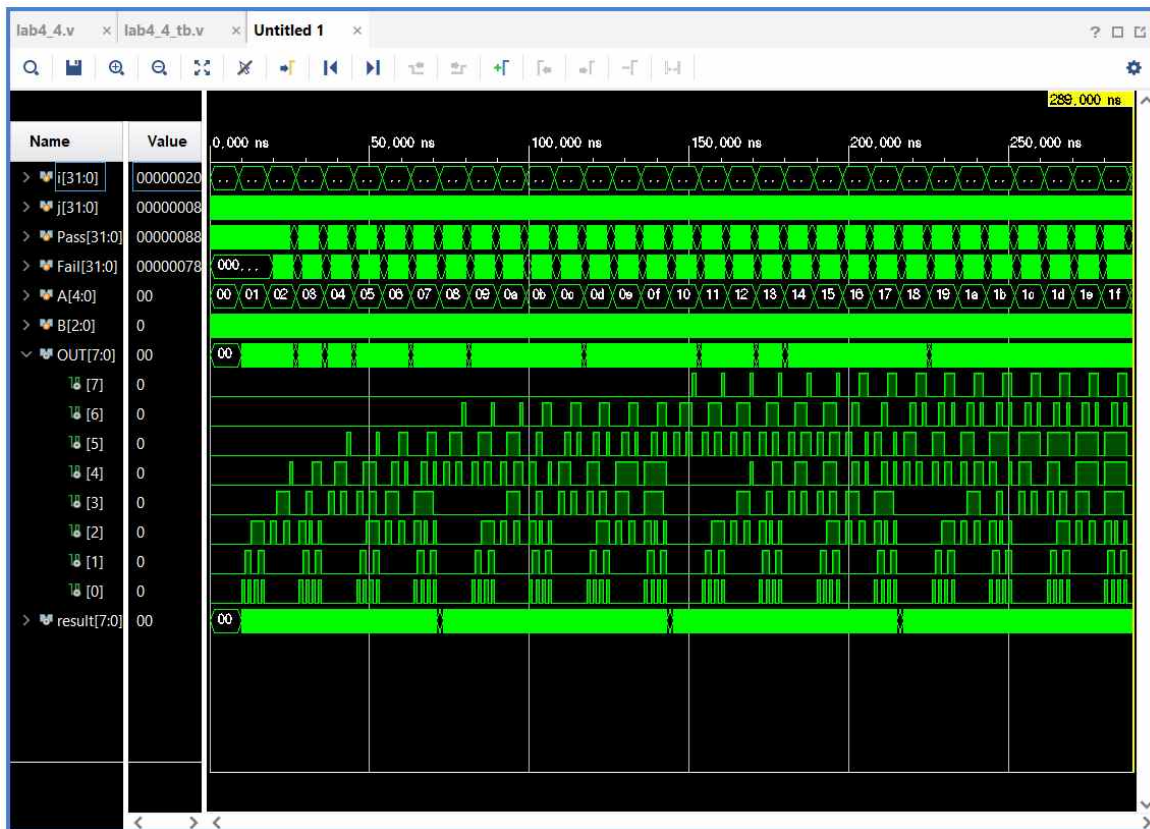 lab4_4.v × lab4_4_tb.v × Untitled 1 × ?
289.000 ns
Name Value 0.000 ns 50.000 ns 100.000 ns 150.000 ns 200.000 ns 250.000 ns
i[31:0] 00000020
j[31:0] 00000008
Pass[31:0] 00000088
Fail[31:0] 00000078 000...
A[4:0] 00 00 01 02 03 04 05 06 07 08 09 0a 0b 0c 0d 0e 0f 10 11 12 13 14 15 16 17 18 19 1a 1b 1c 1d 1e 1f
B[2:0] 0
OUT[7:0] 00 00
[7] 0
[6] 0
[5] 0
[4] 0
[3] 0
[2] 0
[1] 0
[0] 0
result[7:0] 00 00